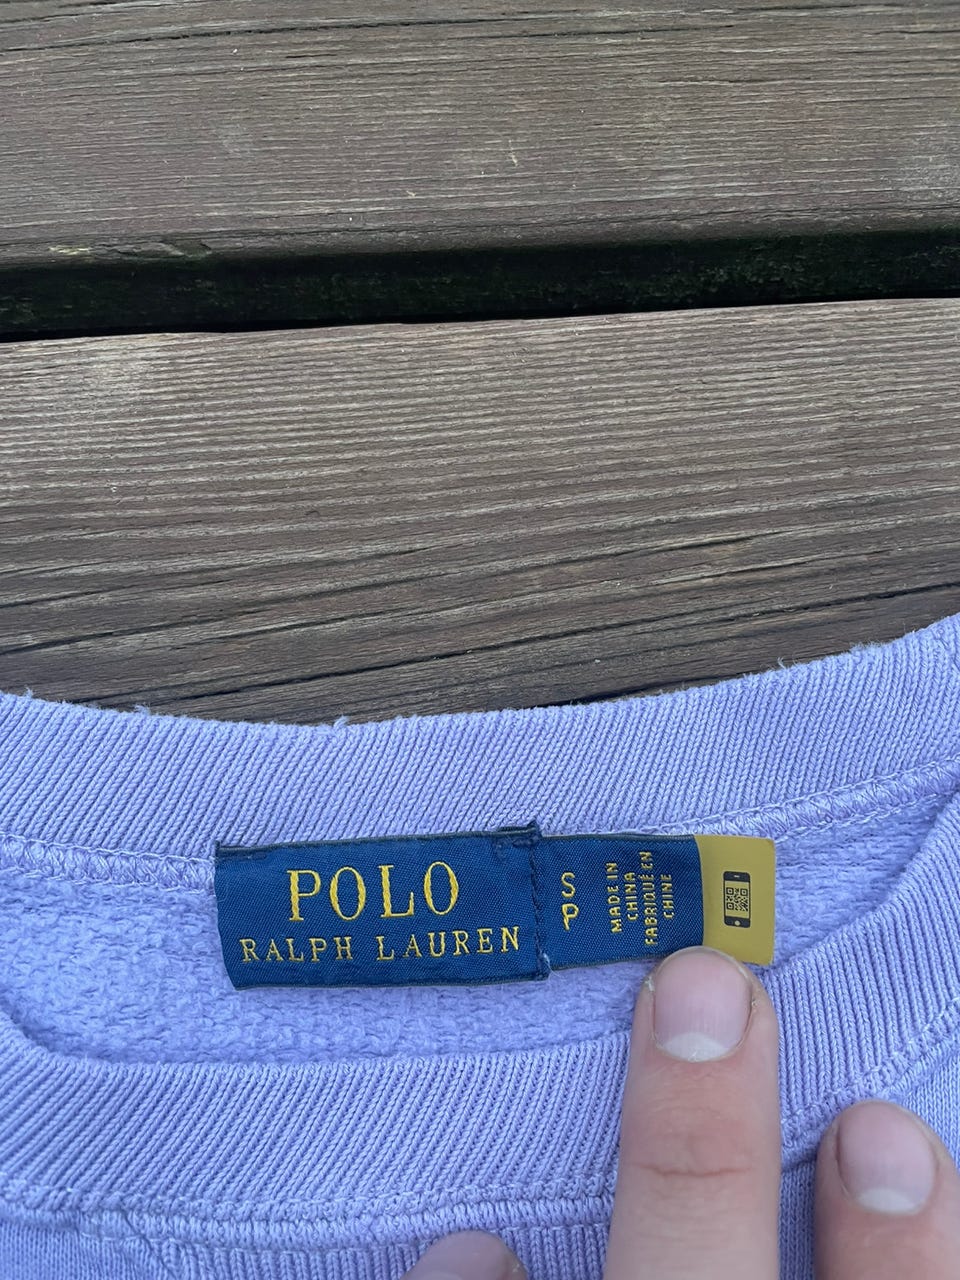 POLO
RALPH LAUREN
S
P
MADE IN
CHINA
FABRIQUÉ EN
CHINE